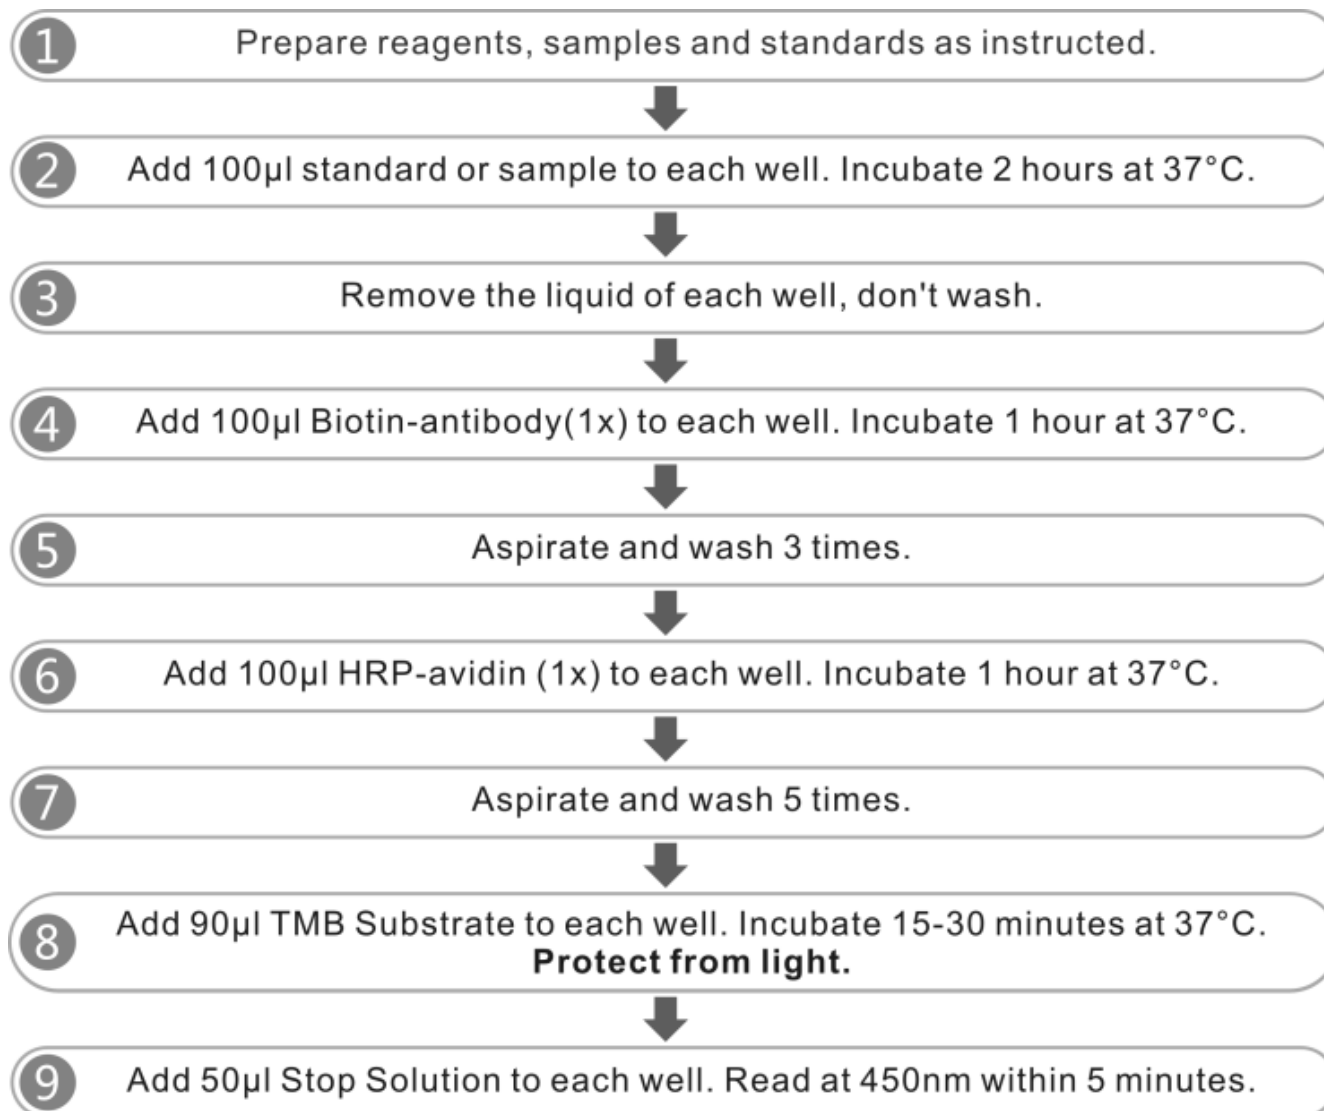 1 Prepare reagents, samples and standards as instructed.
2 Add 100μl standard or sample to each well. Incubate 2 hours at 37°C.
3 Remove the liquid of each well, don't wash.
4 Add 100μl Biotin-antibody(1x) to each well. Incubate 1 hour at 37°C.
5 Aspirate and wash 3 times.
6 Add 100μl HRP-avidin (1x) to each well. Incubate 1 hour at 37°C.
7 Aspirate and wash 5 times.
8 Add 90μl TMB Substrate to each well. Incubate 15-30 minutes at 37°C.
Protect from light.
9 Add 50μl Stop Solution to each well. Read at 450nm within 5 minutes.